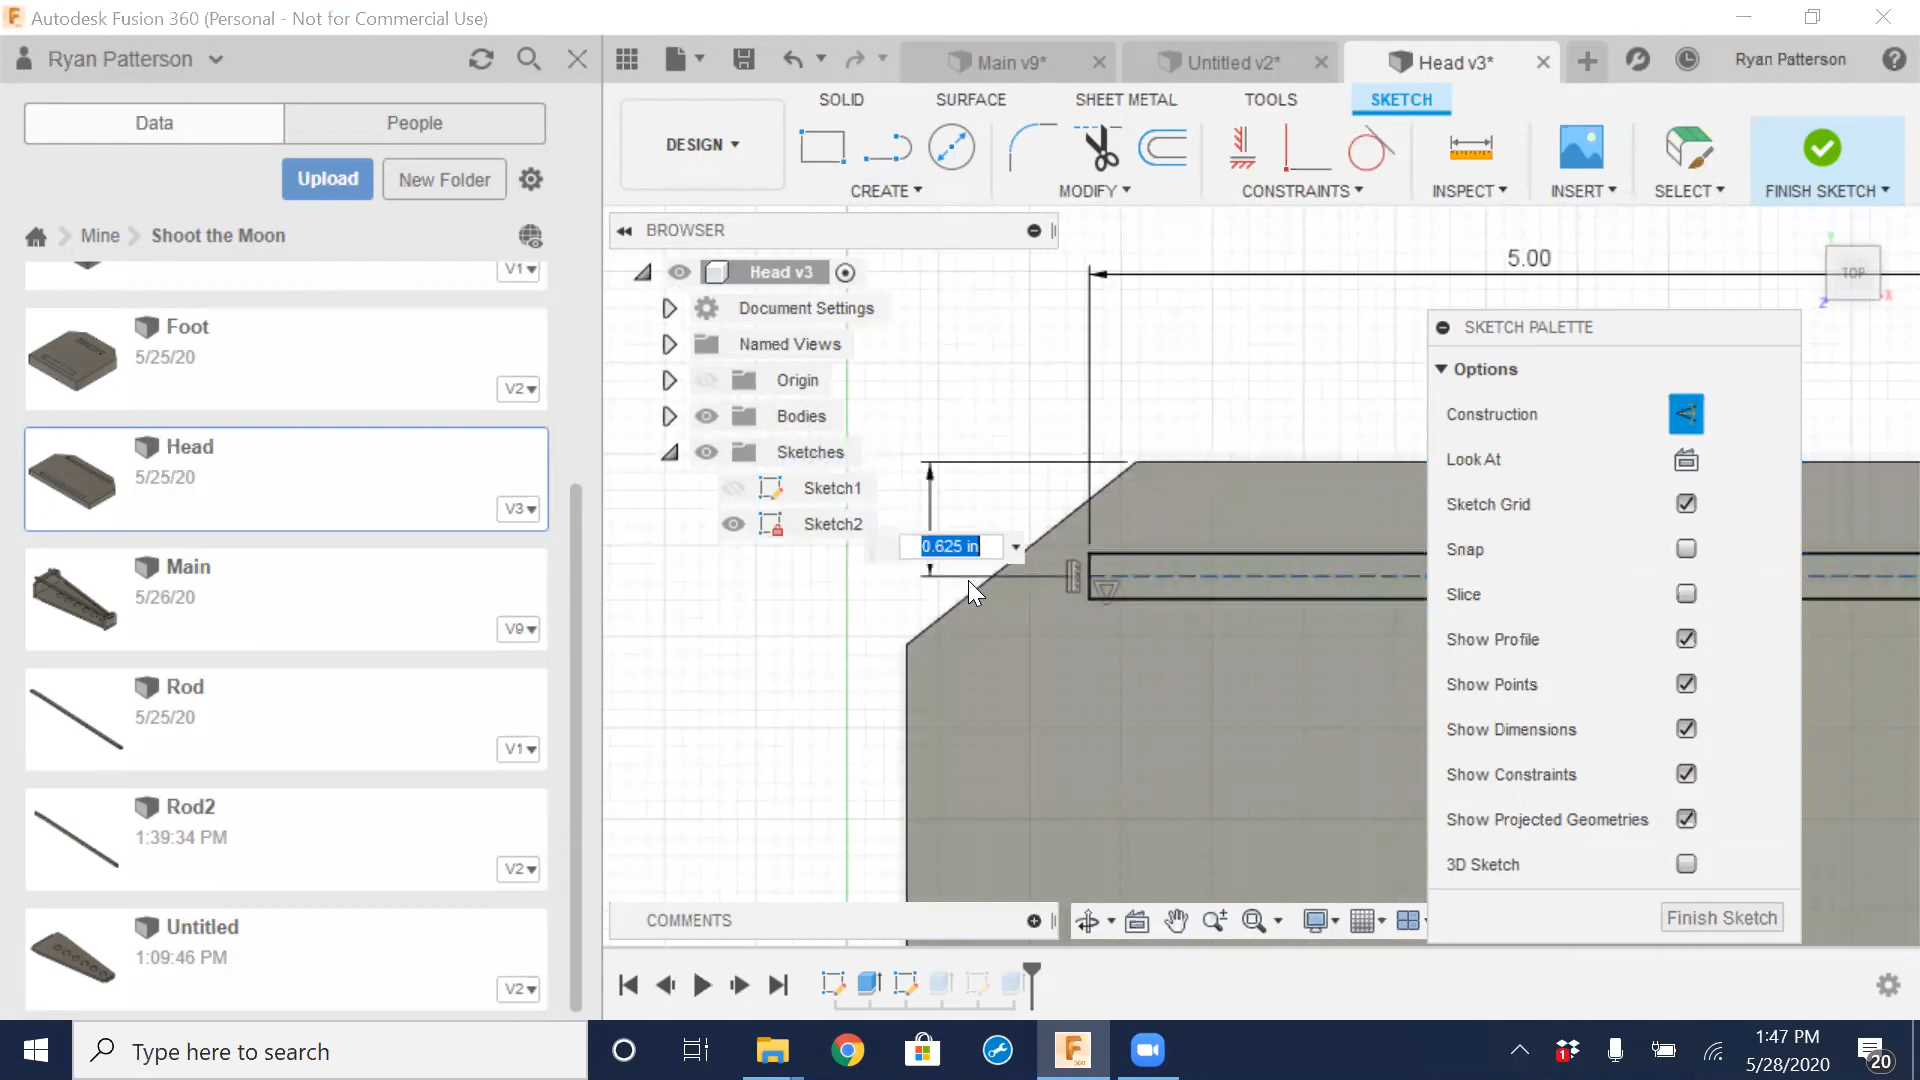 Autodesk Fusion 360 (Personal - Not for Commercial Use)
Ryan Patterson
Main v9*
Untitled v2*
Head v3*
Ryan Patterson
Data
People
Upload
New Folder
Mine
Shoot the Moon
V1
Foot
5/25/20
V2
Head
5/25/20
V3
Main
5/26/20
V9
Rod
5/25/20
V1
Rod2
1:39:34 PM
V2
Untitled
1:09:46 PM
V2
DESIGN
SOLID
SURFACE
SHEET METAL
TOOLS
SKETCH
CREATE
MODIFY
CONSTRAINTS
INSPECT
INSERT
SELECT
FINISH SKETCH
BROWSER
Head v3
Document Settings
Named Views
Origin
Bodies
Sketches
Sketch1
Sketch2
5.00
TOP
Y
X
Z
0.625 in
SKETCH PALETTE
Options
Construction
Look At
Sketch Grid
Snap
Slice
Show Profile
Show Points
Show Dimensions
Show Constraints
Show Projected Geometries
3D Sketch
Finish Sketch
COMMENTS
Type here to search
F
360
1
1:47 PM
5/28/2020
20